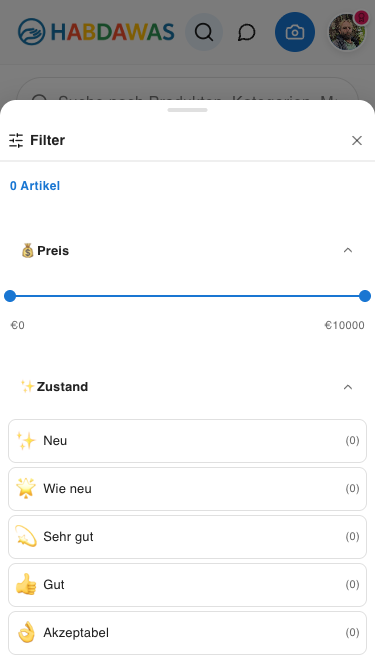 HABDAWAS
Suche nach Produkten, Kategorien, M
Filter
0 Artikel
Preis
€0
€10000
Zustand
Neu (0)
Wie neu (0)
Sehr gut (0)
Gut (0)
Akzeptabel (0)